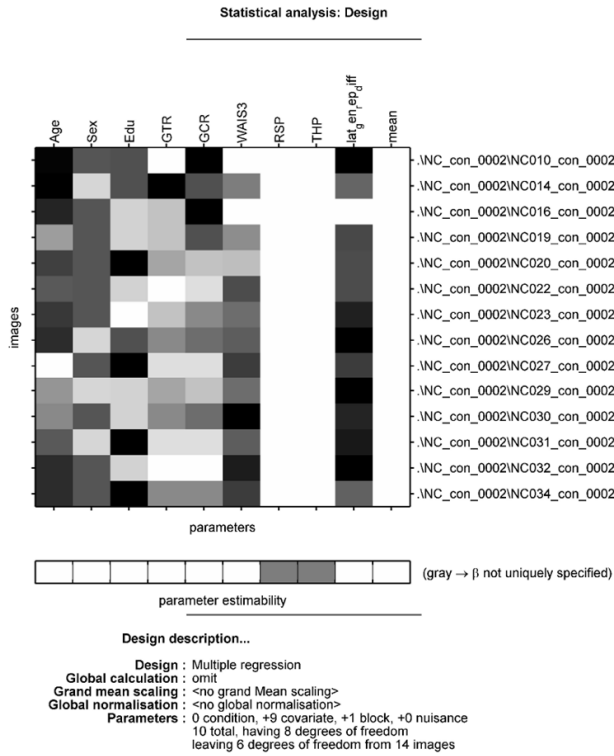 Statistical analysis: Design
Age
Sex
Edu
GTR
GCR
WAIS3
RSP
THP
lat_gen_rep_diff
mean
.\NC_con_0002\NC010_con_0002
.\NC_con_0002\NC014_con_0002
.\NC_con_0002\NC016_con_0002
.\NC_con_0002\NC019_con_0002
.\NC_con_0002\NC020_con_0002
.\NC_con_0002\NC022_con_0002
.\NC_con_0002\NC023_con_0002
.\NC_con_0002\NC026_con_0002
.\NC_con_0002\NC027_con_0002
.\NC_con_0002\NC029_con_0002
.\NC_con_0002\NC030_con_0002
.\NC_con_0002\NC031_con_0002
.\NC_con_0002\NC032_con_0002
.\NC_con_0002\NC034_con_0002
images
parameters
(gray → β not uniquely specified)
parameter estimability
Design description...
Design : Multiple regression
Global calculation : omit
Grand mean scaling : <no grand Mean scaling>
Global normalisation : <no global normalisation>
Parameters : 0 condition, +9 covariate, +1 block, +0 nuisance
10 total, having 8 degrees of freedom
leaving 6 degrees of freedom from 14 images